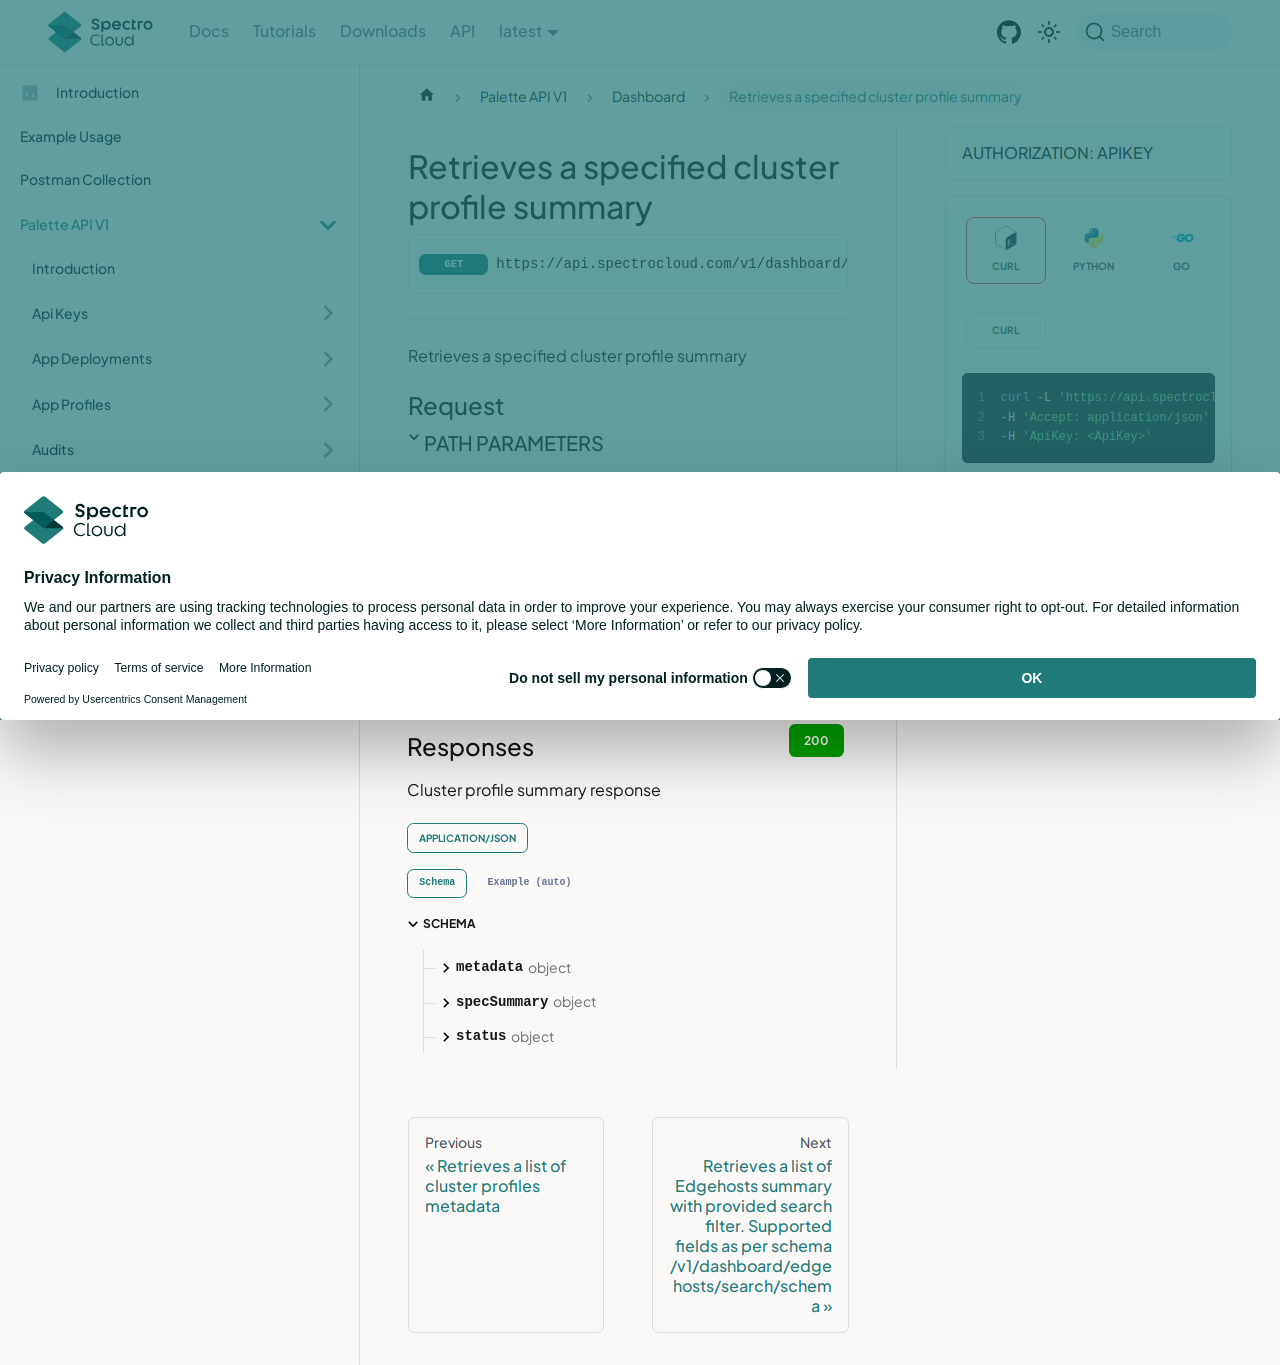 Spectro Cloud
Docs
Tutorials
Downloads
API
latest
Search
Introduction
Example Usage
Postman Collection
Palette API V1
Introduction
Api Keys
App Deployments
App Profiles
Audits
Palette API V1
Dashboard
Retrieves a specified cluster profile summary
Retrieves a specified cluster
profile summary
GET https://api.spectrocloud.com/v1/dashboard/
Retrieves a specified cluster profile summary
Request
PATH PARAMETERS
AUTHORIZATION: APIKEY
CURL
PYTHON
GO
CURL
1 curl -L 'https://api.spectrocl
2 -H 'Accept: application/json'
3 -H 'ApiKey: <ApiKey>'
Spectro
Cloud
Privacy Information
We and our partners are using tracking technologies to process personal data in order to improve your experience. You may always exercise your consumer right to opt-out. For detailed information
about personal information we collect and third parties having access to it, please select ‘More Information’ or refer to our privacy policy.
Privacy policy
Terms of service
More Information
Do not sell my personal information
OK
Powered by Usercentrics Consent Management
Responses
200
Cluster profile summary response
APPLICATION/JSON
Schema
Example (auto)
SCHEMA
metadata object
specSummary object
status object
Previous
« Retrieves a list of
cluster profiles
metadata
Next
Retrieves a list of
Edgehosts summary
with provided search
filter. Supported
fields as per schema
/v1/dashboard/edge
hosts/search/schem
a »